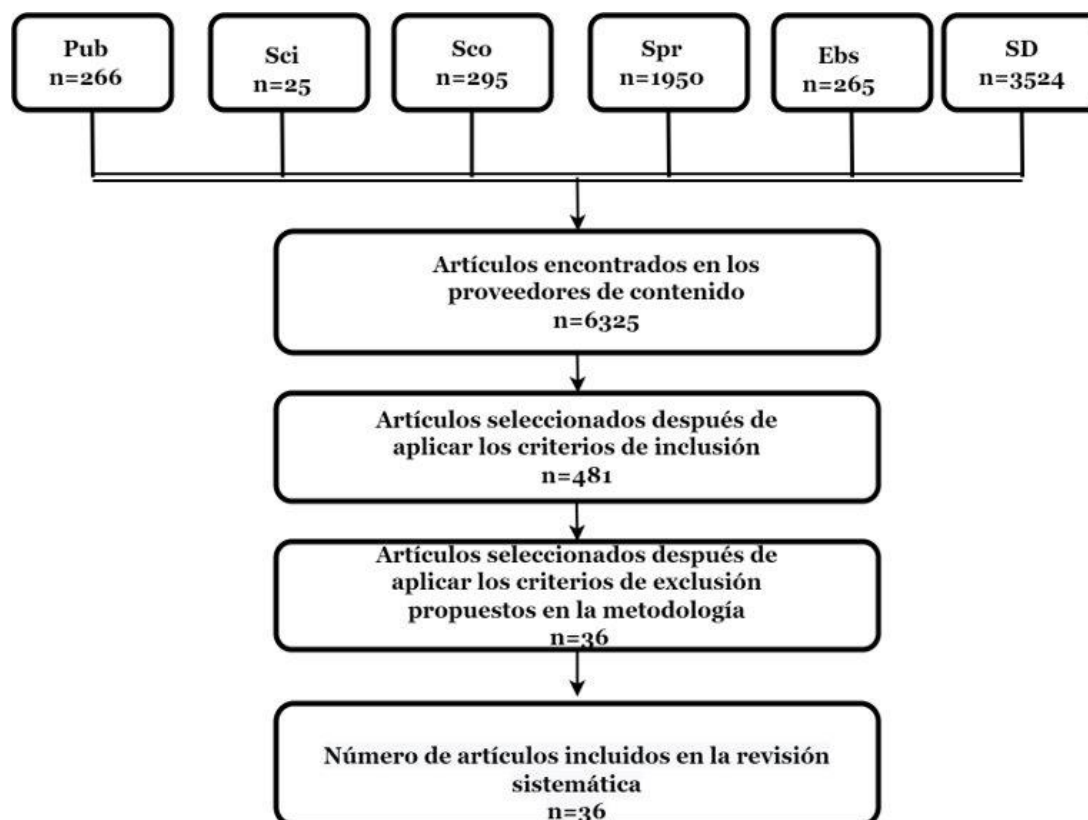 Pub
n=266
Sci
n=25
Sco
n=295
Spr
n=1950
Ebs
n=265
SD
n=3524
Artículos encontrados en los
proveedores de contenido
n=6325
Artículos seleccionados después de
aplicar los criterios de inclusión
n=481
Artículos seleccionados después de
aplicar los criterios de exclusión
propuestos en la metodología
n=36
Número de artículos incluidos en la revisión
sistemática
n=36